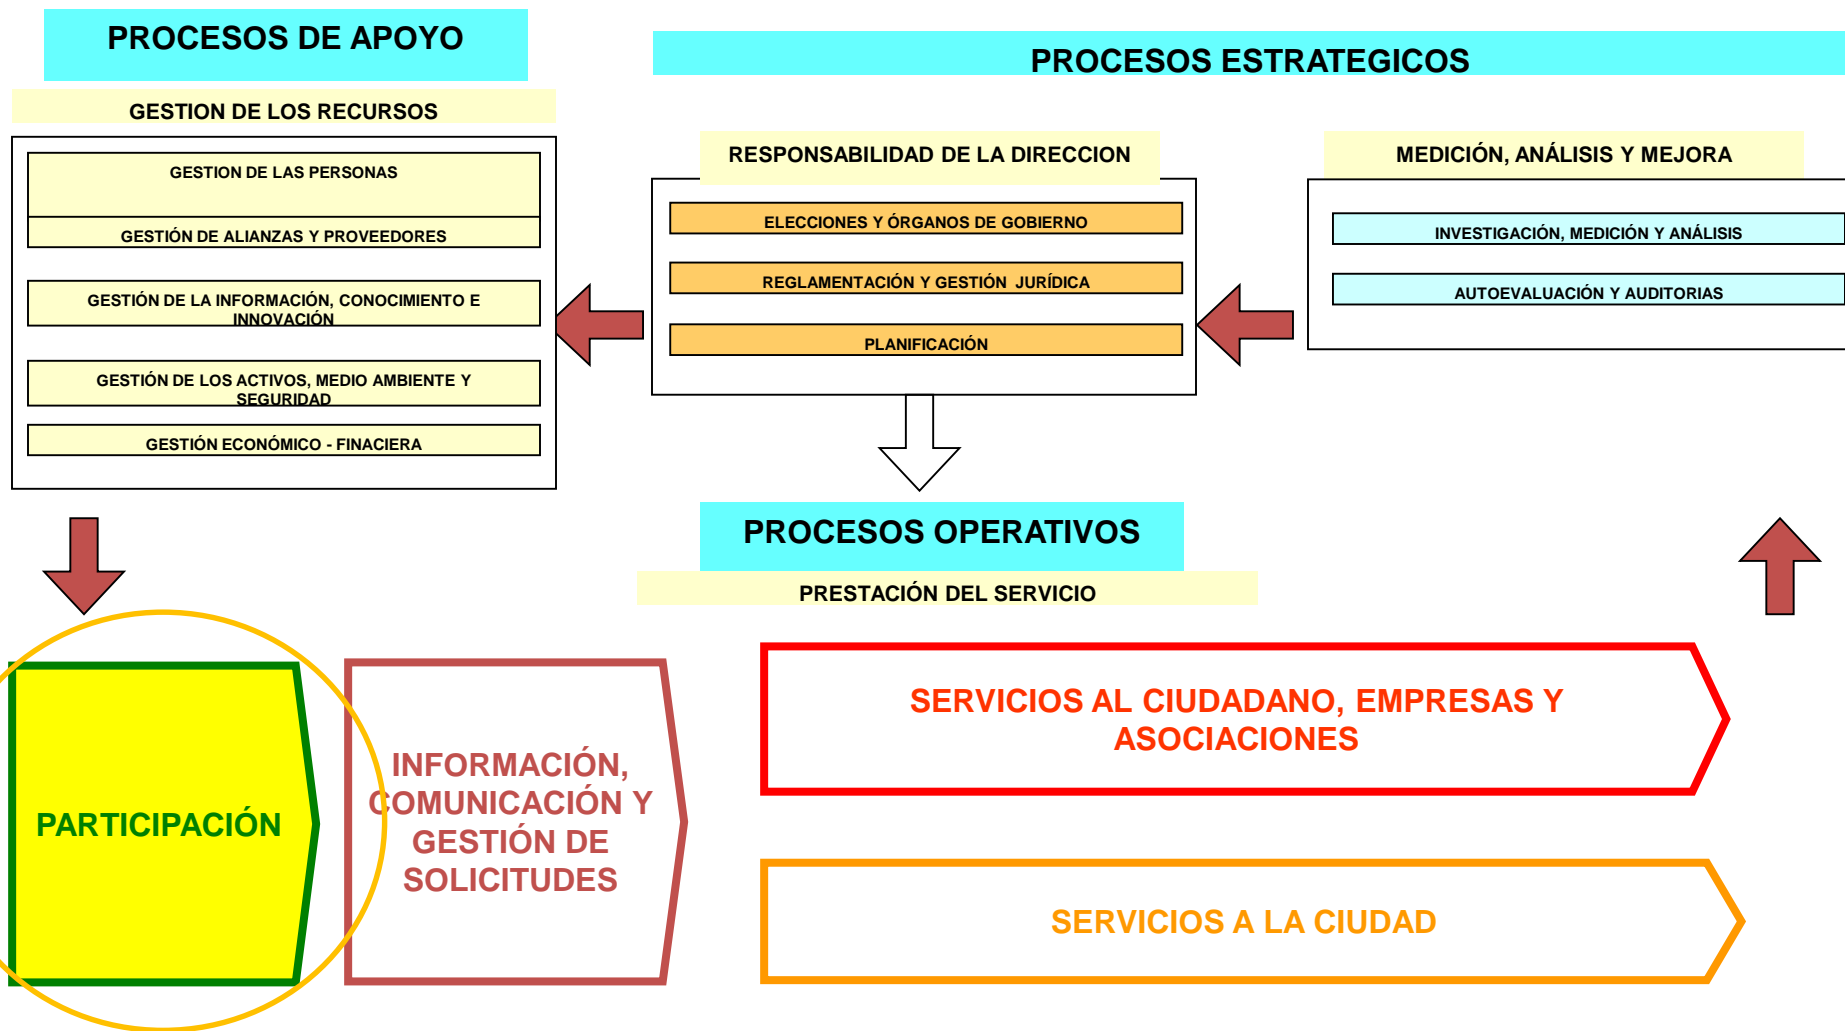 PROCESOS DE APOYO
PROCESOS ESTRATEGICOS
GESTION DE LOS RECURSOS
GESTION DE LAS PERSONAS
GESTIÓN DE ALIANZAS Y PROVEEDORES
GESTIÓN DE LA INFORMACIÓN, CONOCIMIENTO E
INNOVACIÓN
GESTIÓN DE LOS ACTIVOS, MEDIO AMBIENTE Y
SEGURIDAD
GESTIÓN ECONÓMICO - FINACIERA
RESPONSABILIDAD DE LA DIRECCION
ELECCIONES Y ÓRGANOS DE GOBIERNO
REGLAMENTACIÓN Y GESTIÓN JURÍDICA
PLANIFICACIÓN
MEDICIÓN, ANÁLISIS Y MEJORA
INVESTIGACIÓN, MEDICIÓN Y ANÁLISIS
AUTOEVALUACIÓN Y AUDITORIAS
PROCESOS OPERATIVOS
PRESTACIÓN DEL SERVICIO
PARTICIPACIÓN
INFORMACIÓN,
COMUNICACIÓN Y
GESTIÓN DE
SOLICITUDES
SERVICIOS AL CIUDADANO, EMPRESAS Y
ASOCIACIONES
SERVICIOS A LA CIUDAD